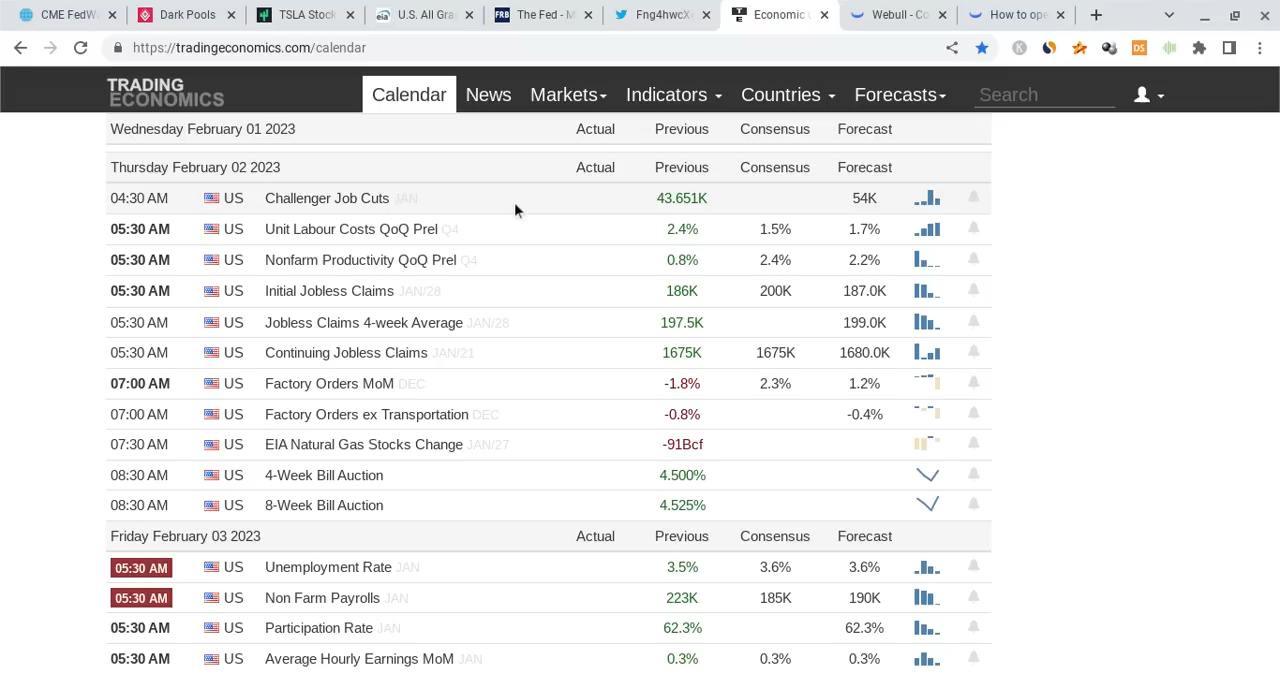 CME FedW
Dark Pools
TSLA Stock
U.S. All Gra
The Fed - M
Fng4hwcX
Economic
Webull - Co
How to ope
https://tradingeconomics.com/calendar
TRADING
ECONOMICS
Calendar News Markets Indicators Countries Forecasts Search
Wednesday February 01 2023 Actual Previous Consensus Forecast
Thursday February 02 2023 Actual Previous Consensus Forecast
04:30 AM US Challenger Job Cuts JAN 43.651K 54K
05:30 AM US Unit Labour Costs QoQ Prel Q4 2.4% 1.5% 1.7%
05:30 AM US Nonfarm Productivity QoQ Prel Q4 0.8% 2.4% 2.2%
05:30 AM US Initial Jobless Claims JAN/28 186K 200K 187.0K
05:30 AM US Jobless Claims 4-week Average JAN/28 197.5K 199.0K
05:30 AM US Continuing Jobless Claims JAN/21 1675K 1675K 1680.0K
07:00 AM US Factory Orders MoM DEC -1.8% 2.3% 1.2%
07:00 AM US Factory Orders ex Transportation DEC -0.8% -0.4%
07:30 AM US EIA Natural Gas Stocks Change JAN/27 -91Bcf
08:30 AM US 4-Week Bill Auction 4.500%
08:30 AM US 8-Week Bill Auction 4.525%
Friday February 03 2023 Actual Previous Consensus Forecast
05:30 AM US Unemployment Rate JAN 3.5% 3.6% 3.6%
05:30 AM US Non Farm Payrolls JAN 223K 185K 190K
05:30 AM US Participation Rate JAN 62.3% 62.3%
05:30 AM US Average Hourly Earnings MoM JAN 0.3% 0.3% 0.3%